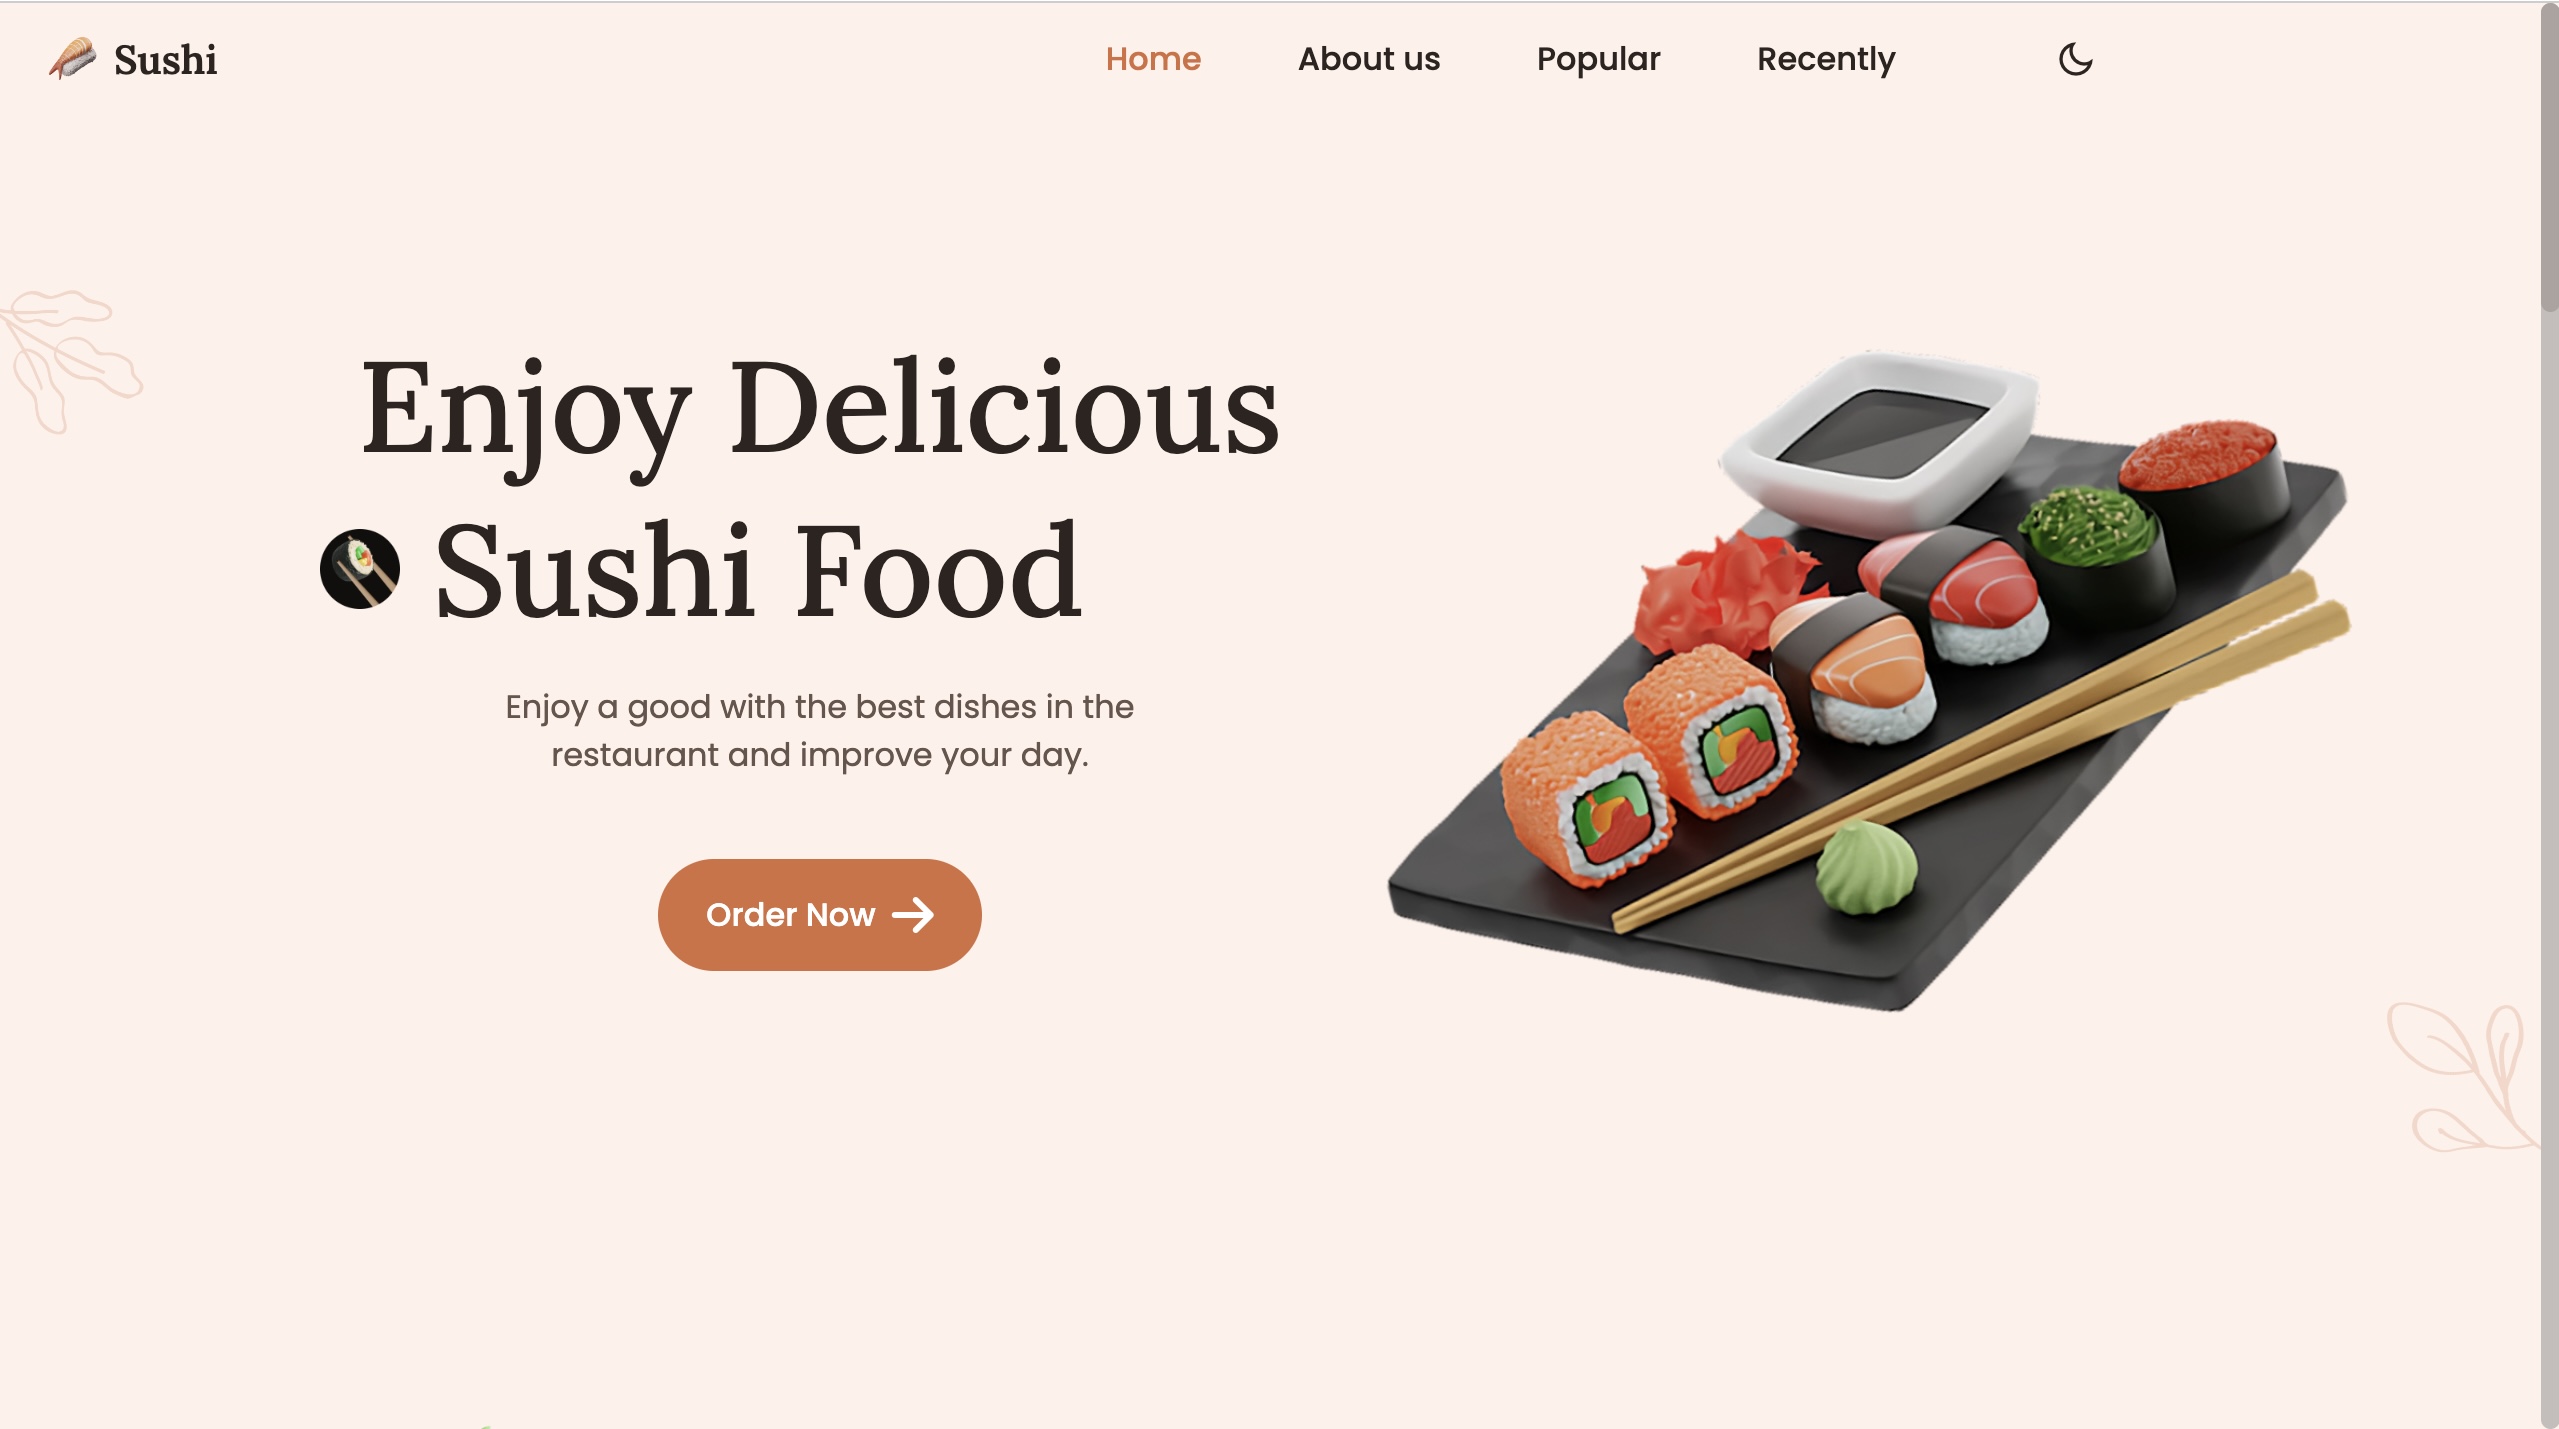 Sushi
Home About us Popular Recently
Enjoy Delicious
Sushi Food
Enjoy a good with the best dishes in the
restaurant and improve your day.
Order Now